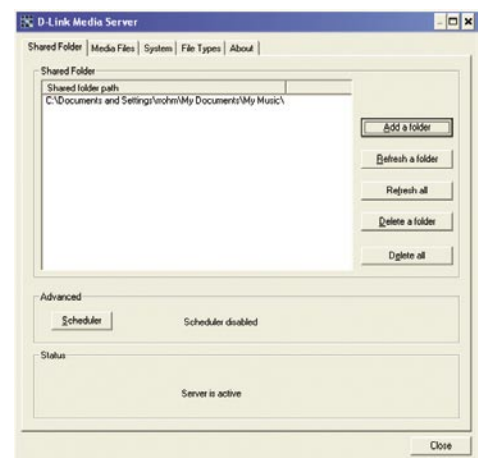 D-Link Media Server
Shared Folder Media Files System File Types About
Shared Folder
Shared folder path
C:\Documents and Settings\rrohm\My Documents\My Music\
Add a folder
Refresh a folder
Refresh all
Delete a folder
Delete all
Advanced
Scheduler Scheduler disabled
Status
Server is active
Close